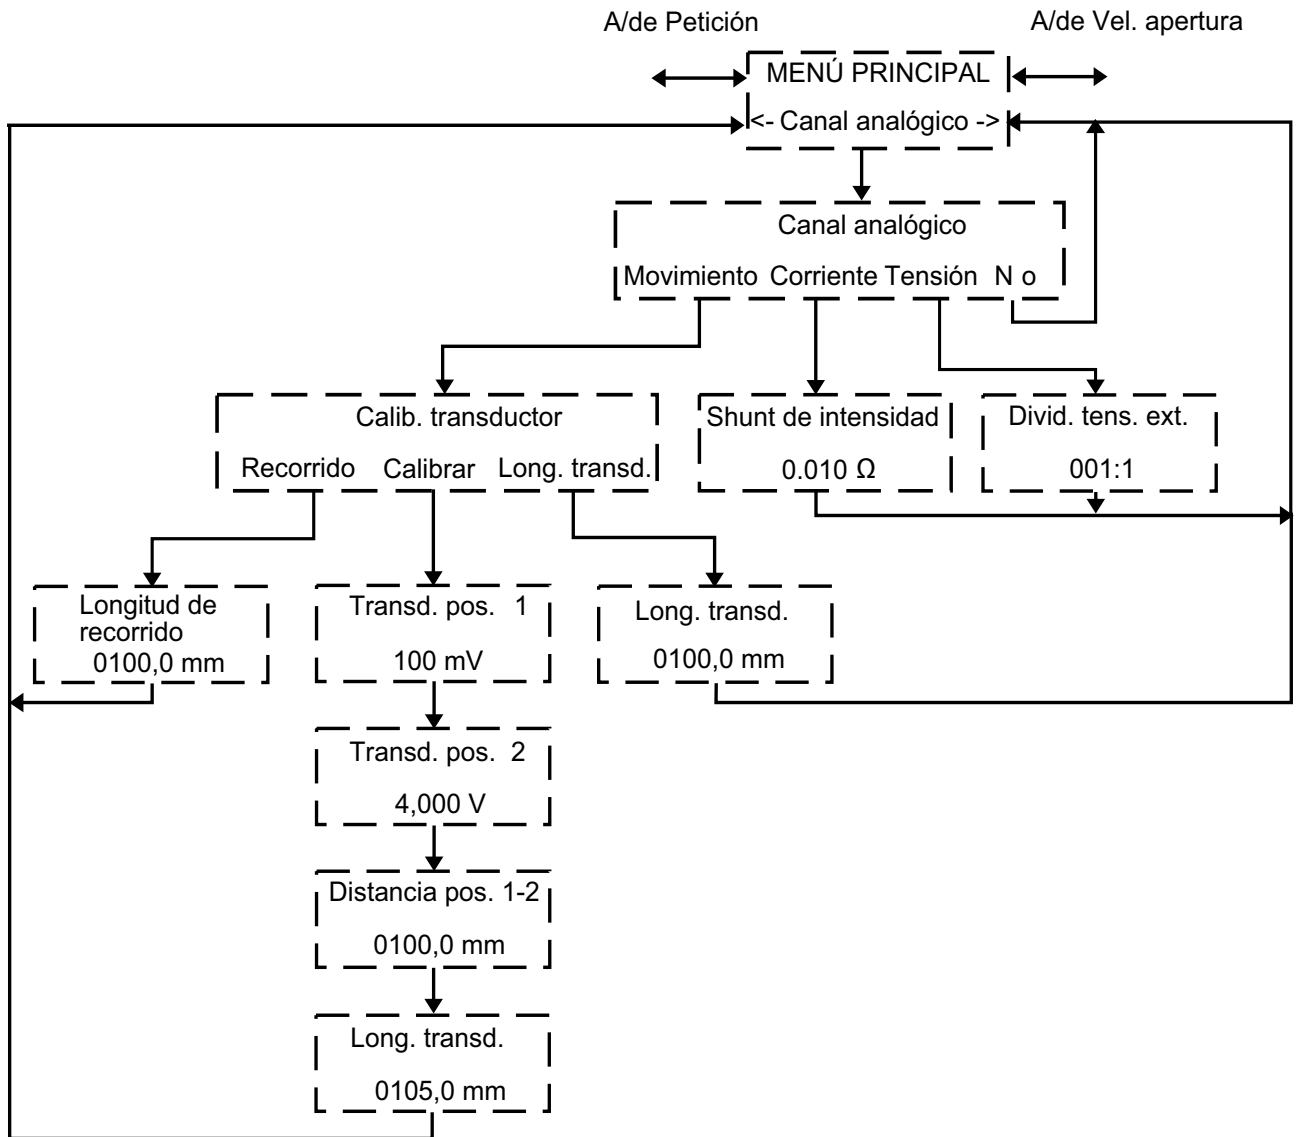 A/de Petición
A/de Vel. apertura
MENÚ PRINCIPAL
<- Canal analógico ->
Canal analógico
Movimiento Corriente Tensión N o
Calib. transductor
Recorrido Calibrar Long. transd.
Shunt de intensidad
0.010 Ω
Divid. tens. ext.
001:1
Longitud de
recorrido
0100,0 mm
Transd. pos. 1
100 mV
Long. transd.
0100,0 mm
Transd. pos. 2
4,000 V
Distancia pos. 1-2
0100,0 mm
Long. transd.
0105,0 mm